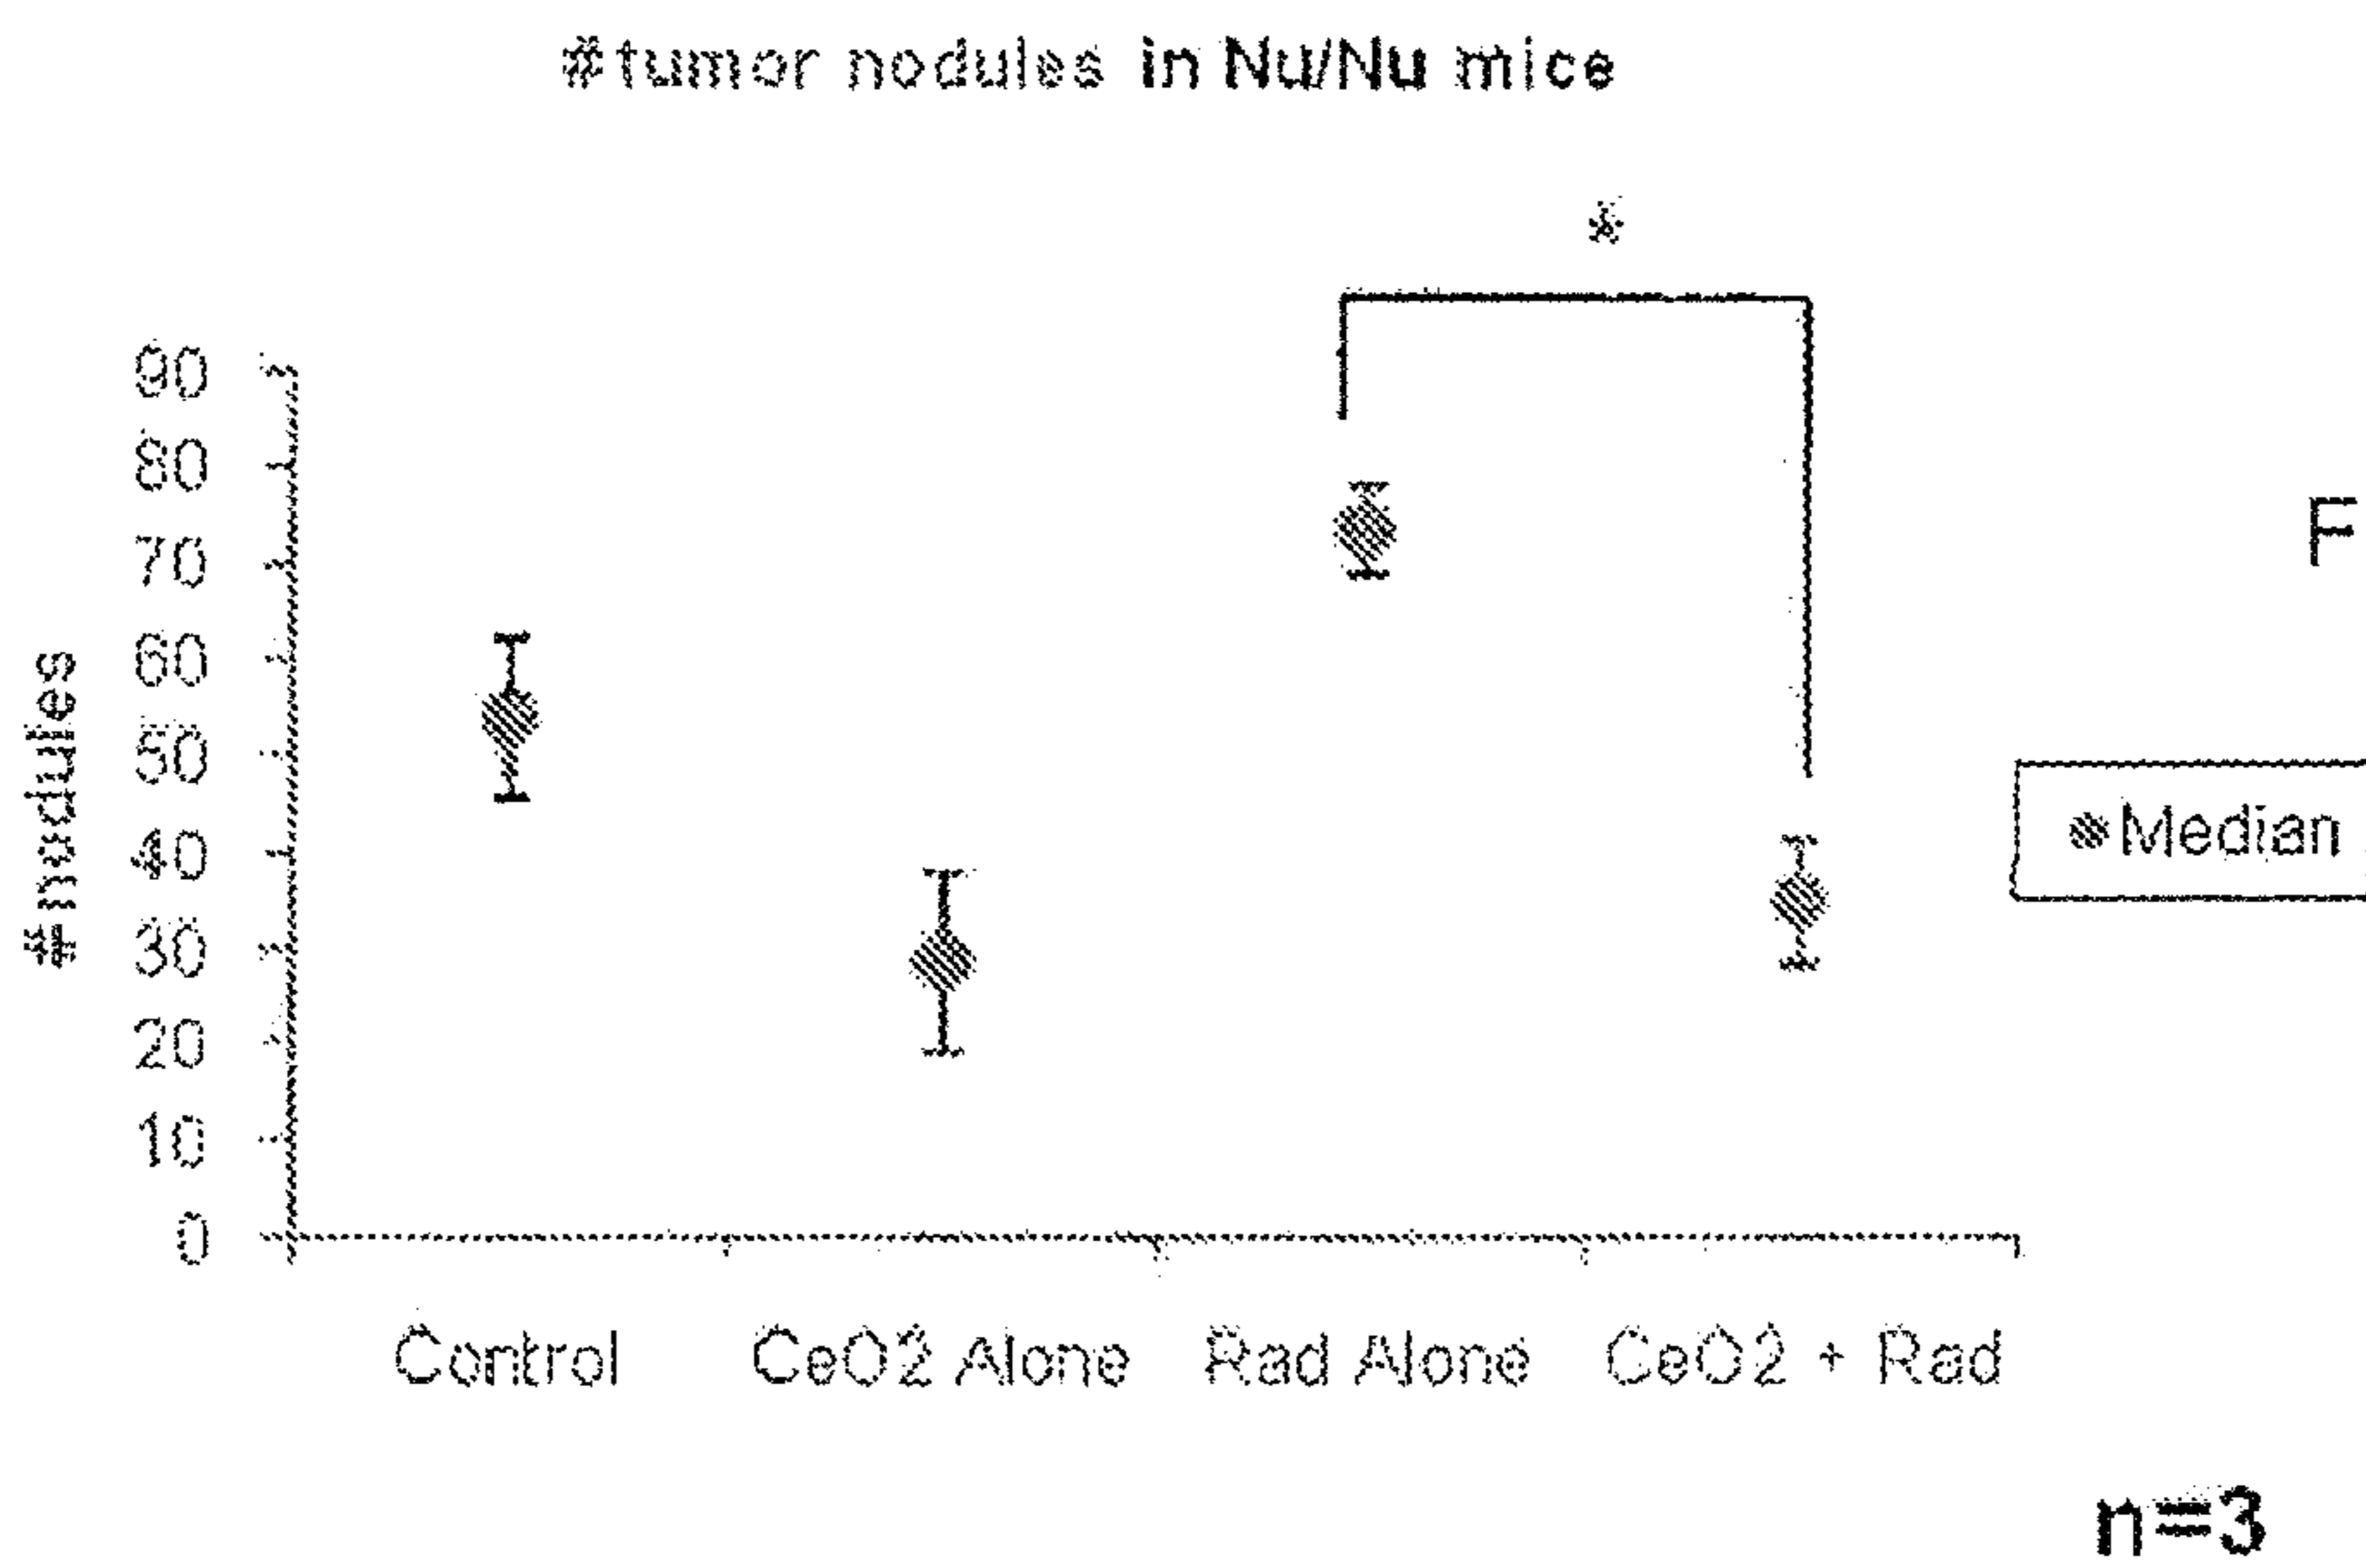 #tumor nodules in Nu/Nu mice
*
90
80
70
60
50
40
30
20
10
0
#nodules
F
Median
Control CeO2 Alone Rad Alone CeO2 + Rad
n=3